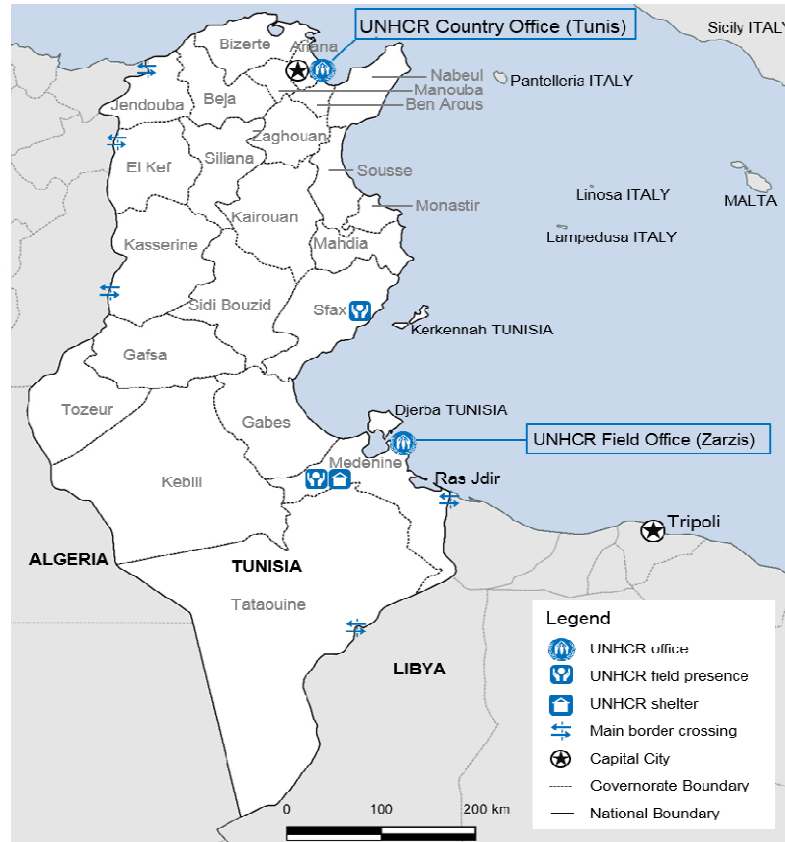 UNHCR Country Office (Tunis)
Sicily ITALY
Bizerte
Ariana
Nabeul
Pantelleria ITALY
Manouba
Jendouba
Beja
Ben Arous
Zaghouan
El Kef
Siliana
Sousse
Linosa ITALY
MALTA
Kairouan
Monastir
Lampedusa ITALY
Kasserine
Mahdia
Sidi Bouzid
Sfax
Kerkennah TUNISIA
Gafsa
Tozeur
Djerba TUNISIA
Gabes
UNHCR Field Office (Zarzis)
Medenine
Kebili
Ras Jdir
Tripoli
ALGERIA
TUNISIA
Tataouine
LIBYA
Legend
UNHCR office
UNHCR field presence
UNHCR shelter
Main border crossing
Capital City
Governorate Boundary
National Boundary
0 100 200 km